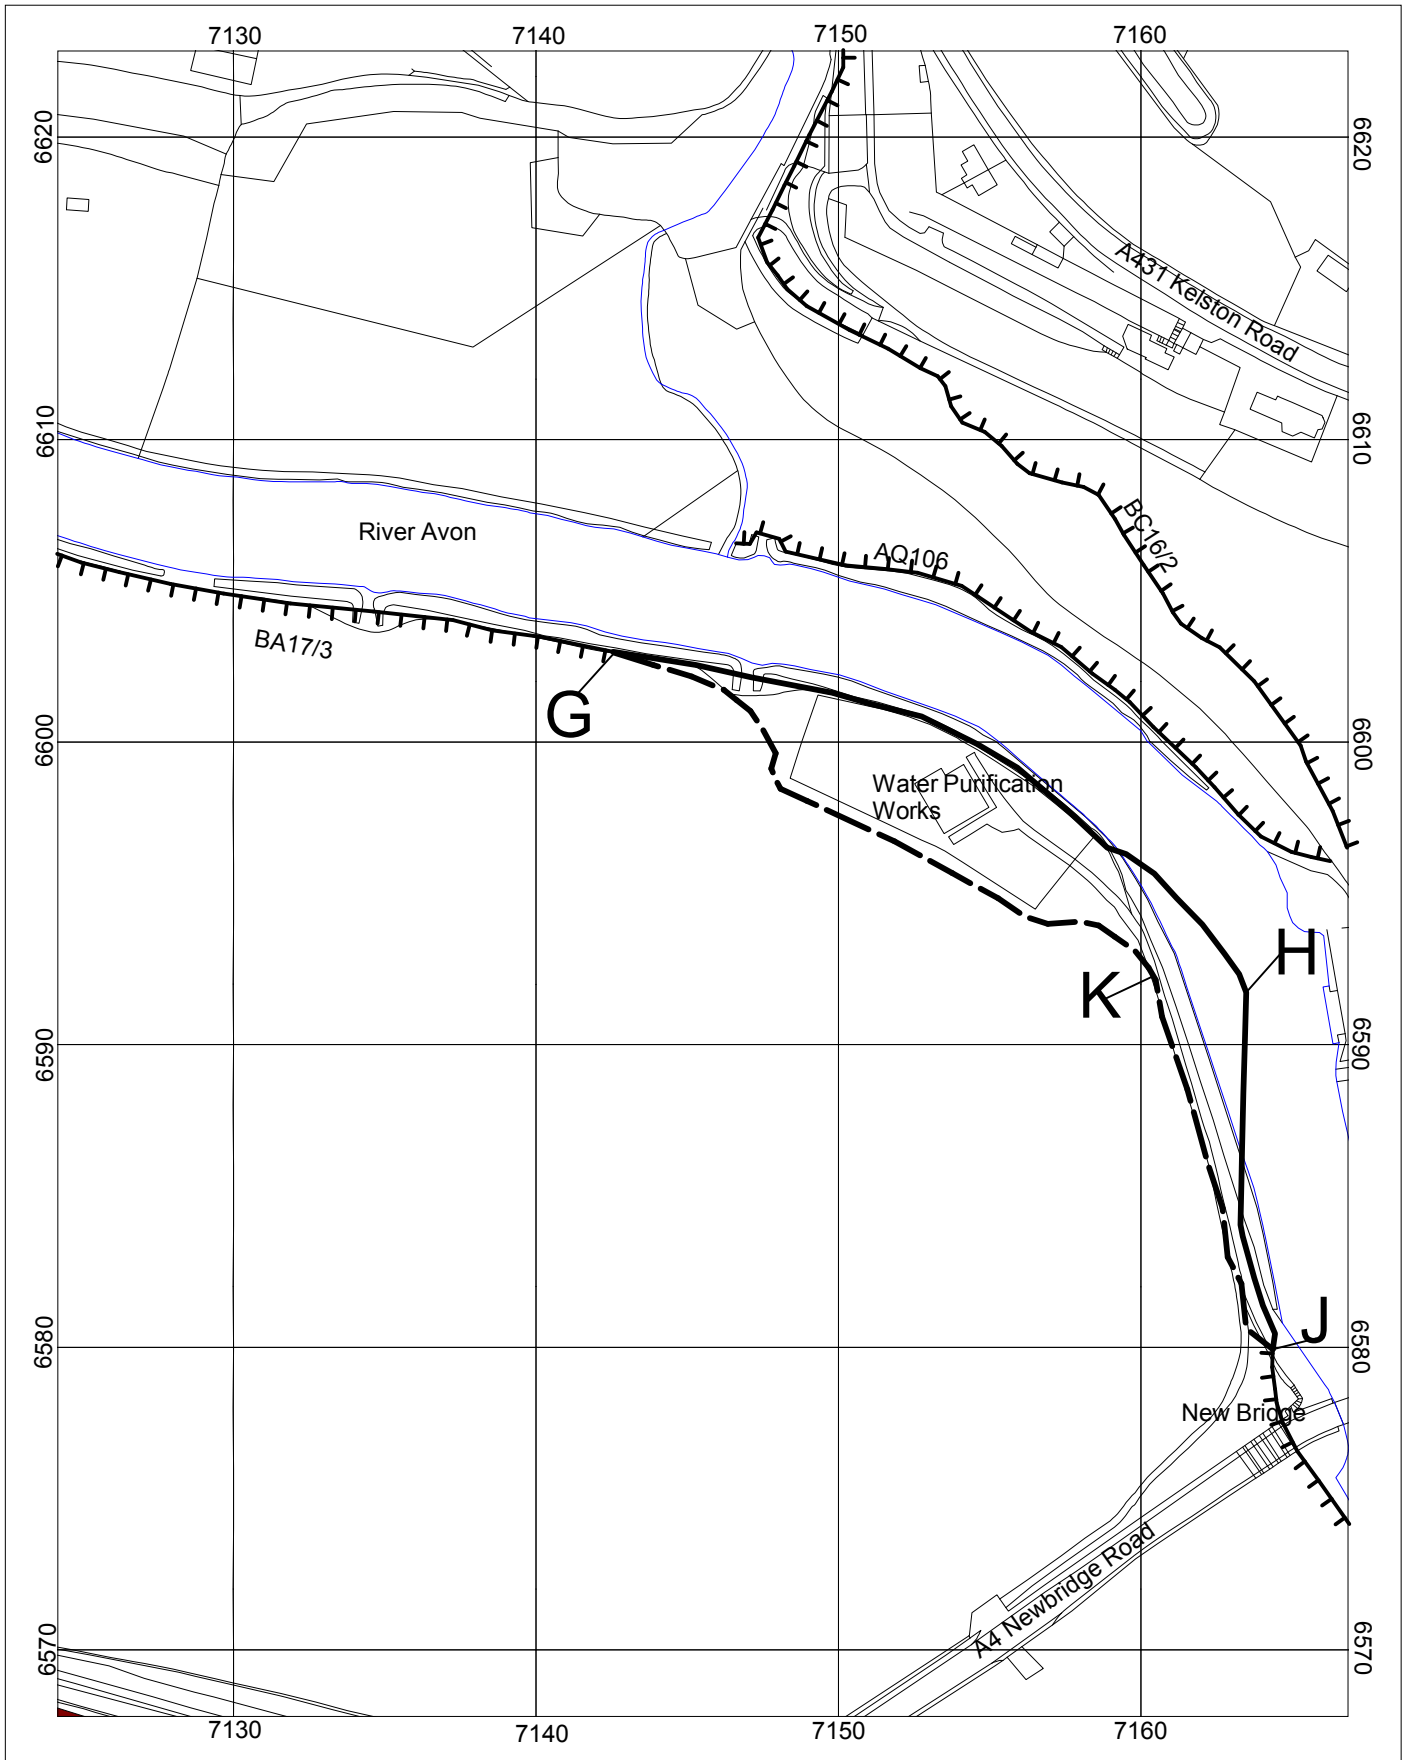 7130 7140 7150 7160
6620
6620
A431 Kelston Road
6610
6610
River Avon
AQ106
BC16/2
BA17/3
G
6600
6600
Water Purification
Works
H
K
6590
6590
J
6580
6580
New Bridge
A4 Newbridge Road
6570
6570
7130 7140 7150 7160